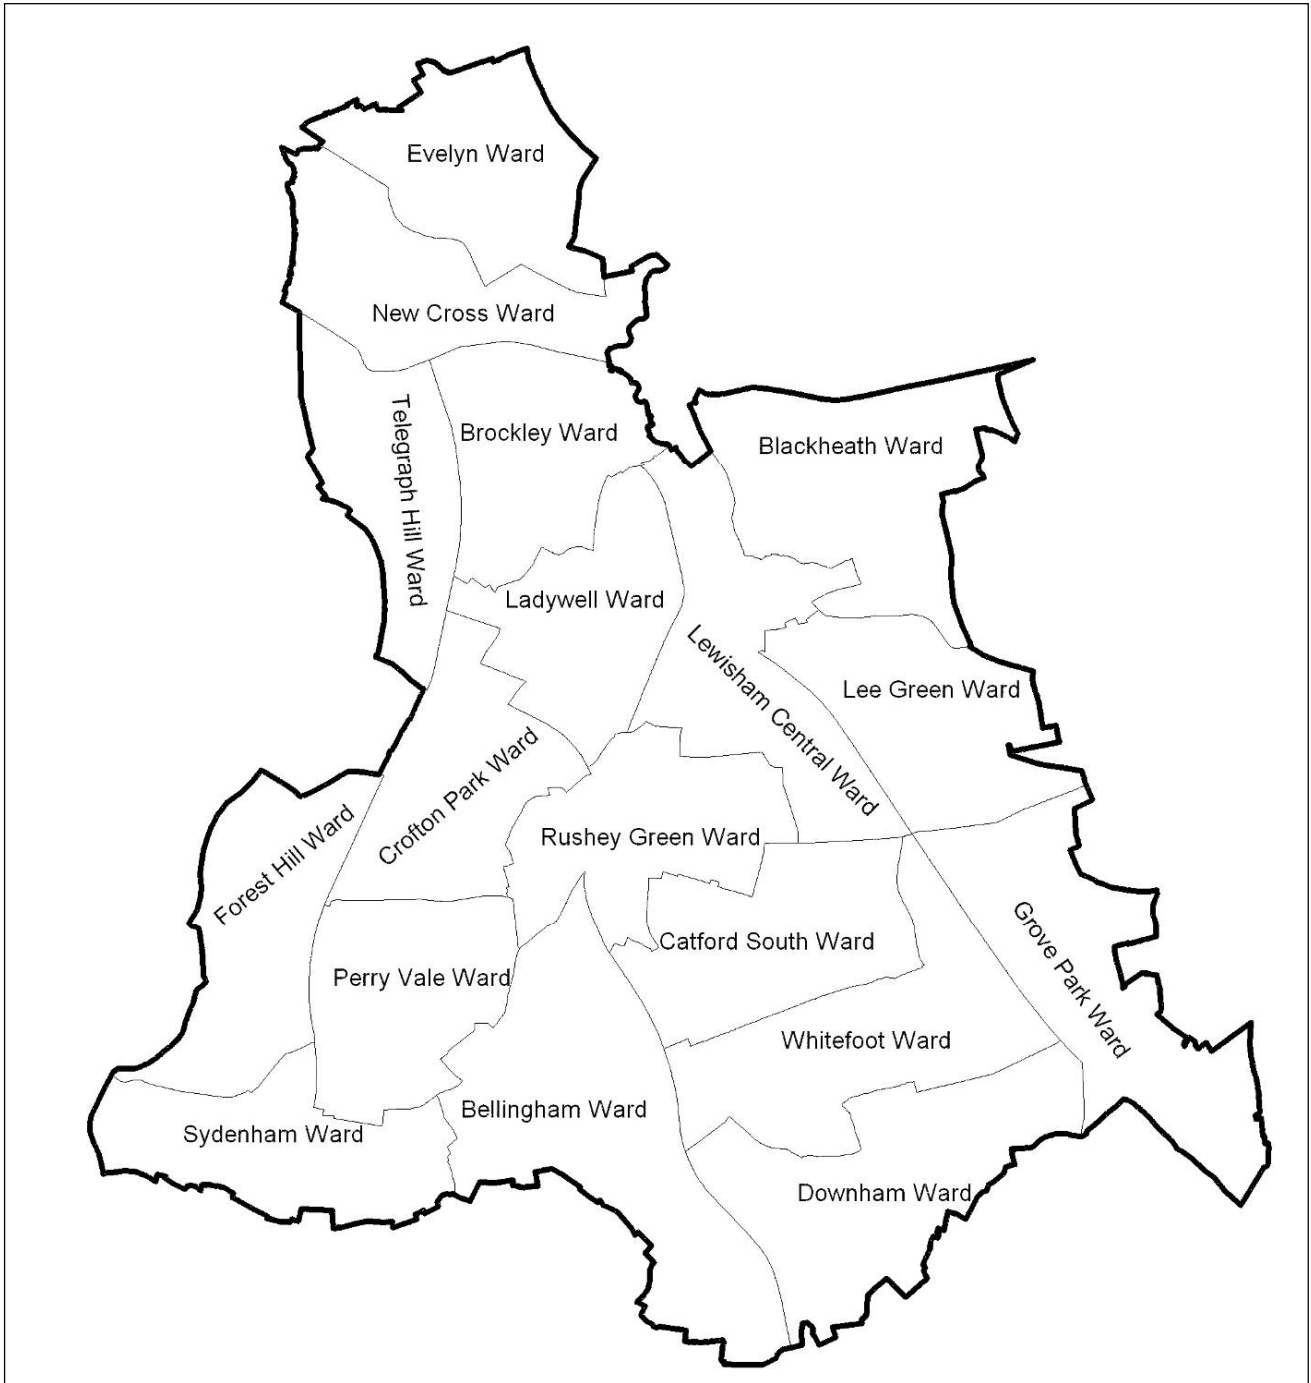 Evelyn Ward
New Cross Ward
Telegraph Hill Ward
Brockley Ward
Blackheath Ward
Ladywell Ward
Lewisham Central Ward
Lee Green Ward
Crofton Park Ward
Forest Hill Ward
Rushey Green Ward
Catford South Ward
Grove Park Ward
Perry Vale Ward
Whitefoot Ward
Bellingham Ward
Sydenham Ward
Downham Ward